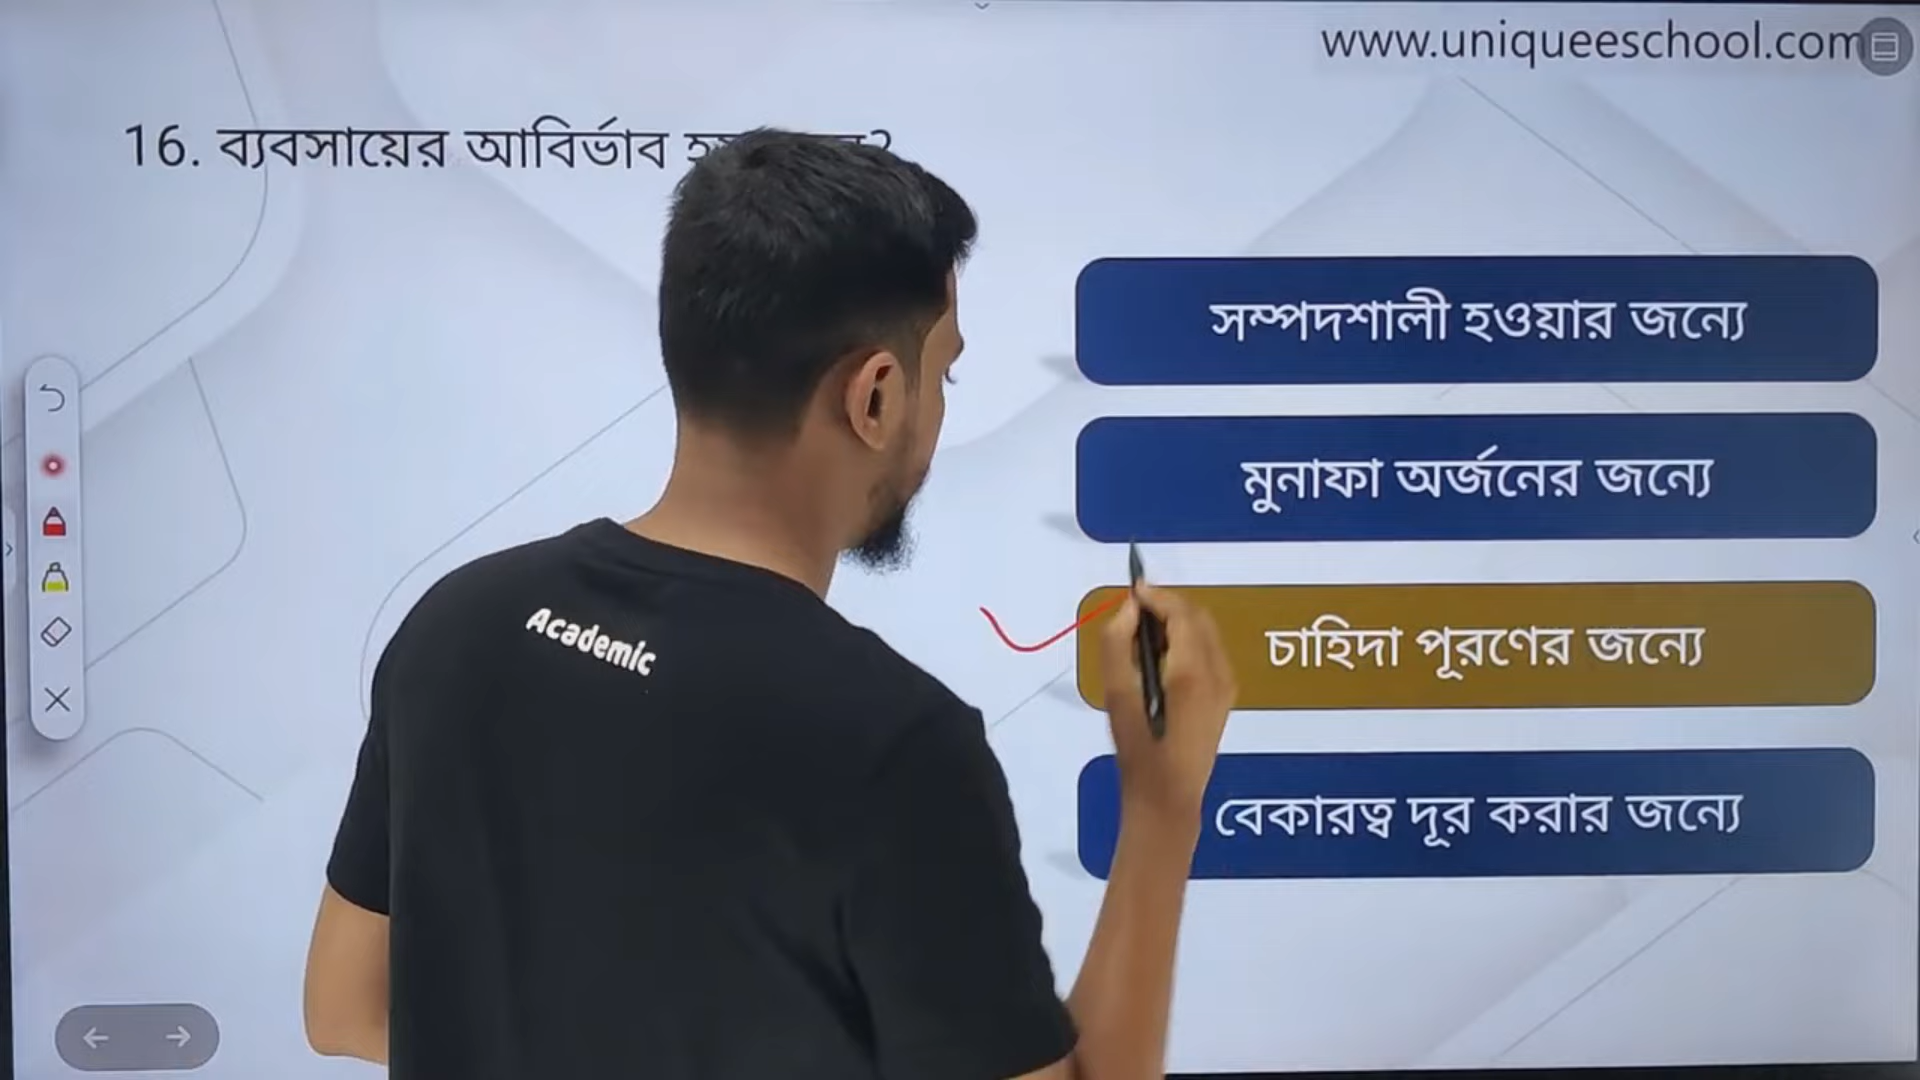 www.uniqueeschool.com
16. ব্যবসায়ের আবির্ভাব
সম্পদশালী হওয়ার জন্যে
মুনাফা অর্জনের জন্যে
চাহিদা পূরণের জন্যে
বেকারত্ব দূর করার জন্যে
Academic